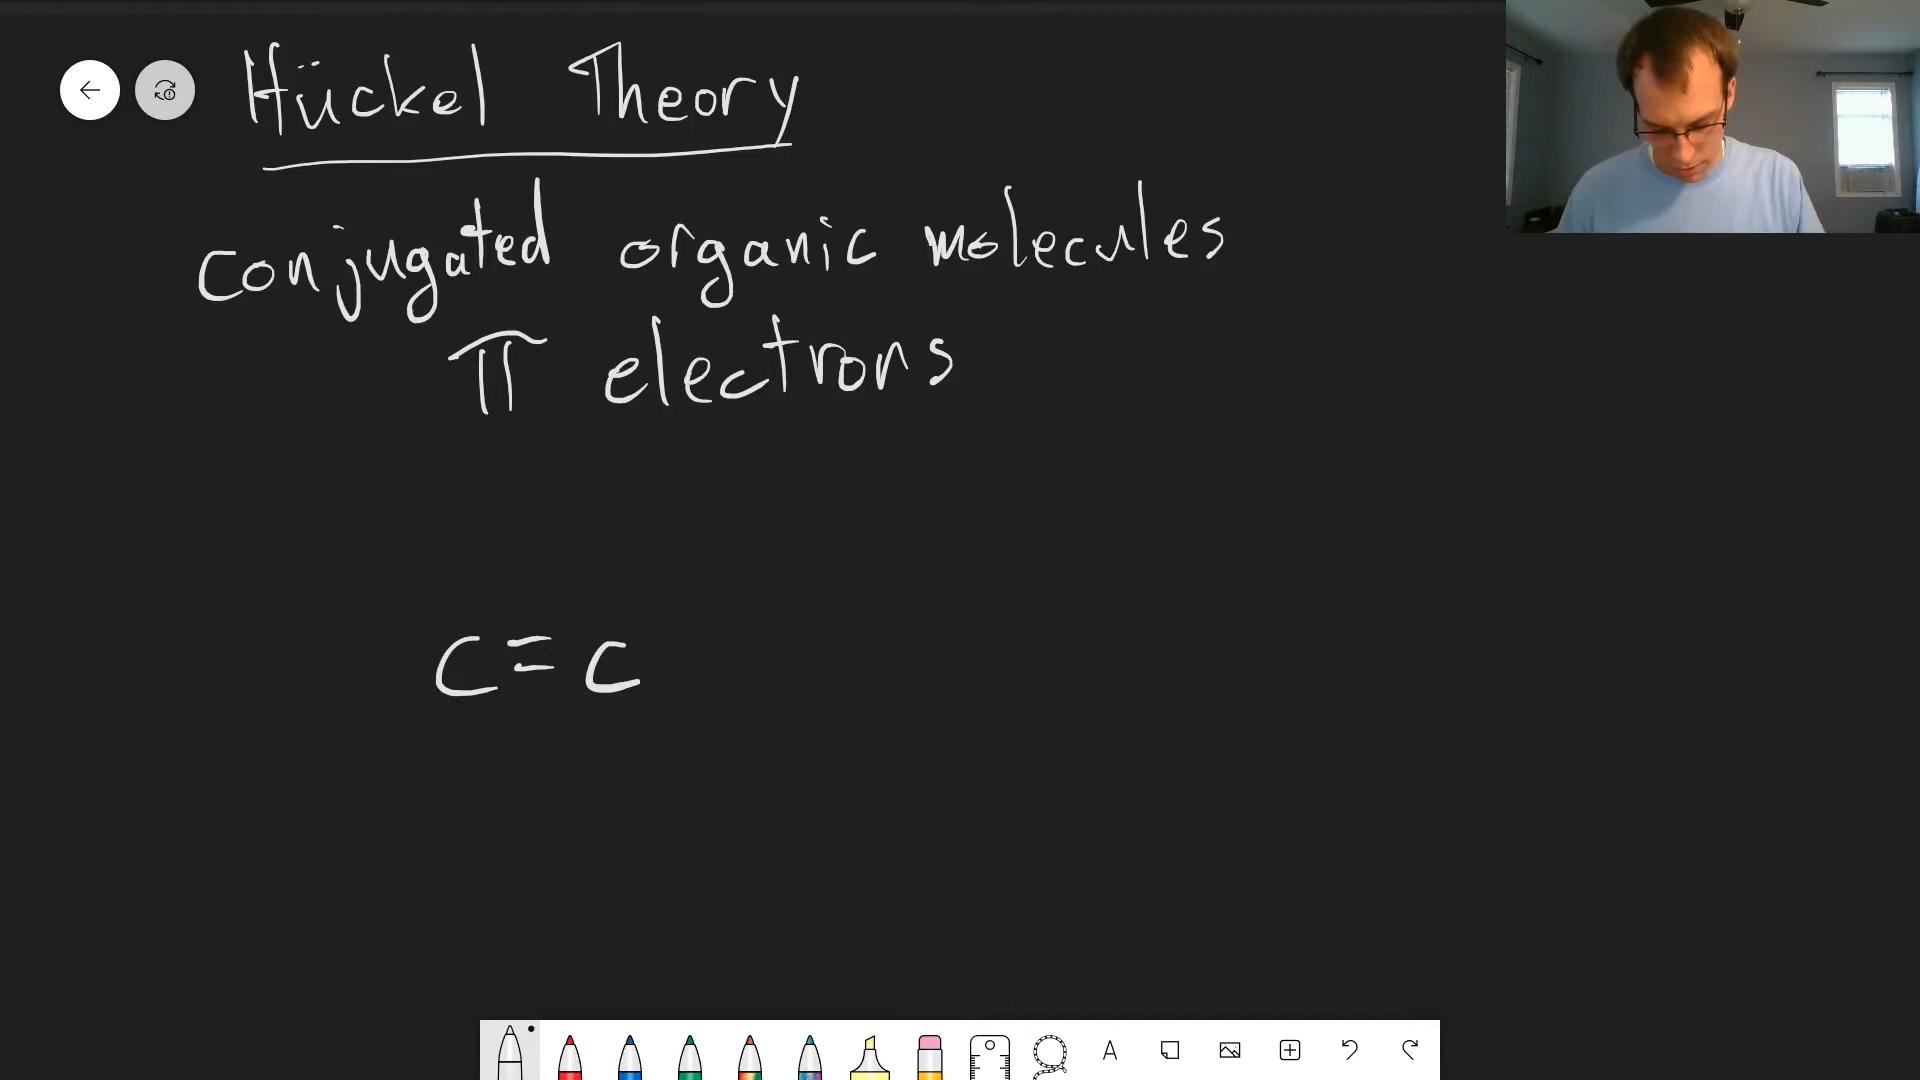 Hückel Theory
conjugated organic molecules
π electrons
C=C
A